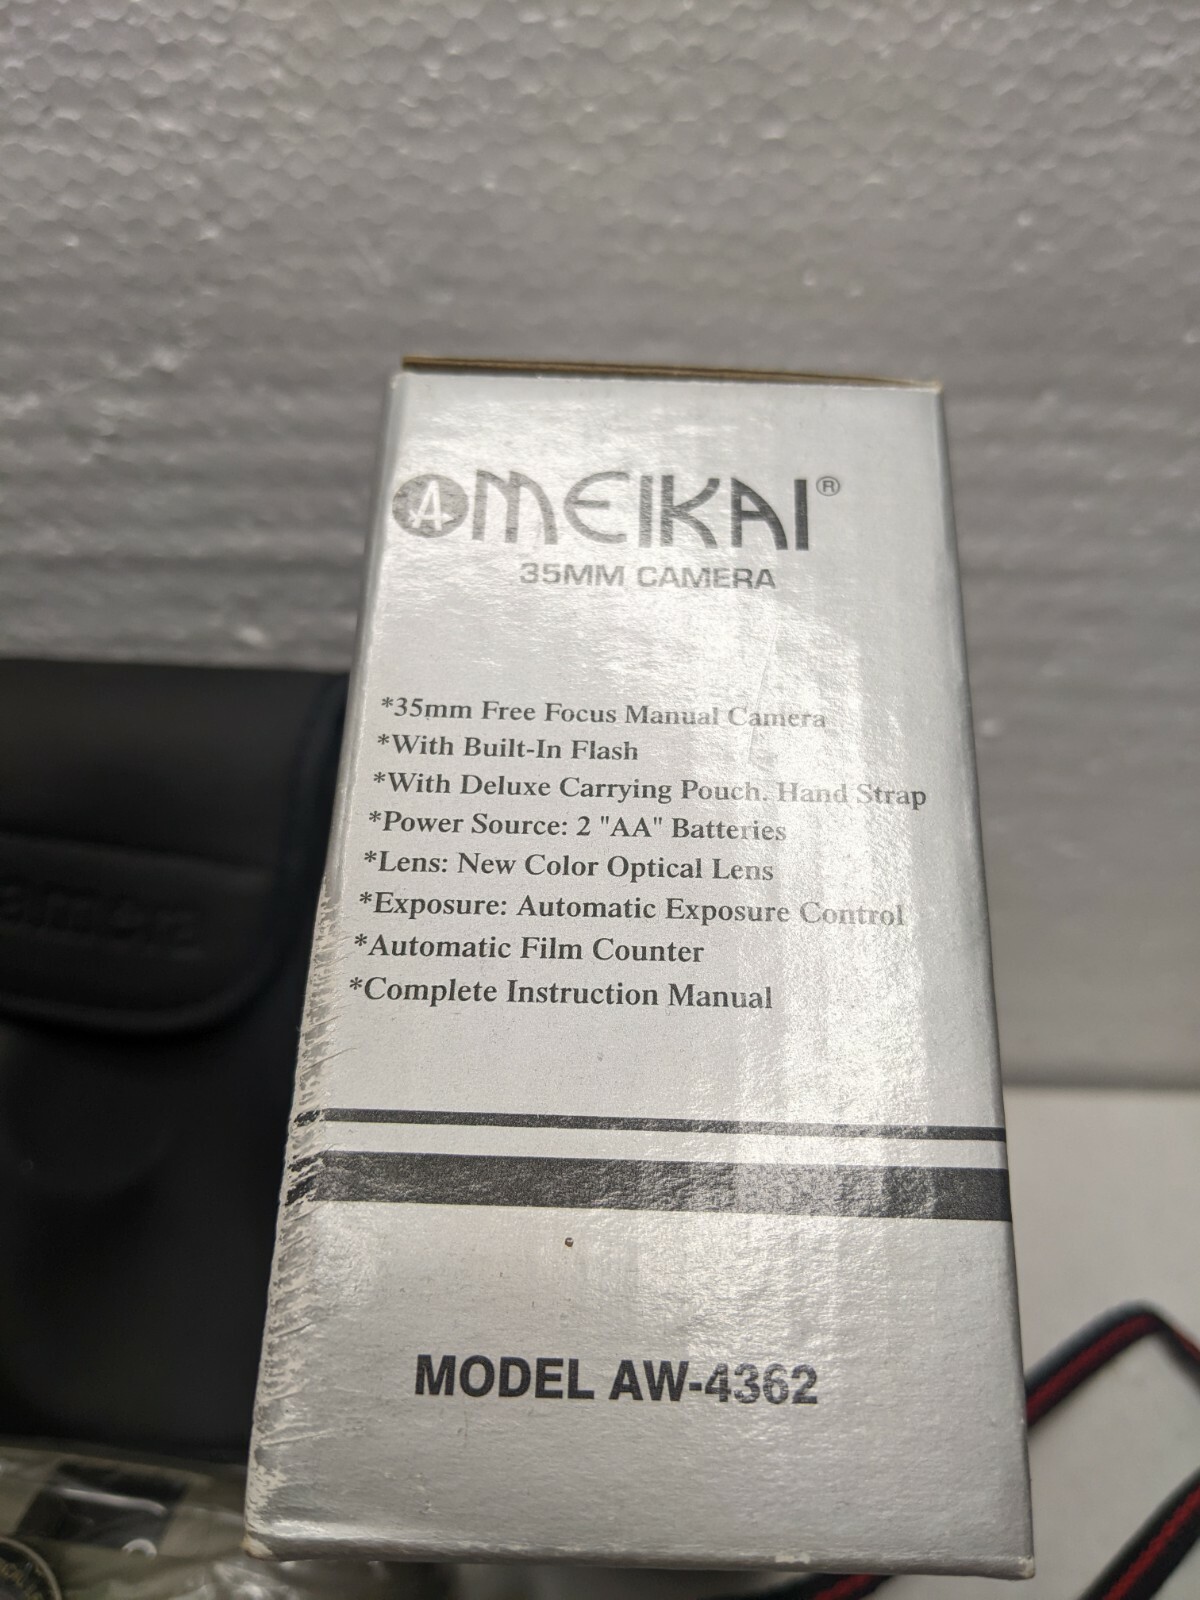 A MEIKAI®
35MM CAMERA
*35mm Free Focus Manual Camera
*With Built-In Flash
*With Deluxe Carrying Pouch. Hand Strap
*Power Source: 2 "AA" Batteries
*Lens: New Color Optical Lens
*Exposure: Automatic Exposure Control
*Automatic Film Counter
*Complete Instruction Manual
MODEL AW-4362